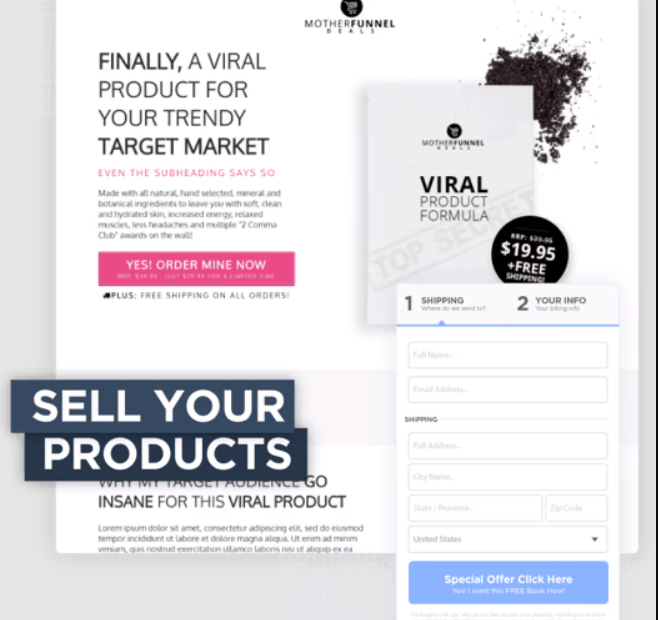 MOTHERFUNNEL
DEALS
FINALLY, A VIRAL
PRODUCT FOR
YOUR TRENDY
TARGET MARKET
EVEN THE SUBHEADING SAYS SO
Made with all natural, hand selected, mineral and
botanical ingredients to leave you with soft, clean
and hydrated skin, increased energy, relaxed
muscles, less headaches and multiple "2 Comma
Club" awards on the wall!
YES! ORDER MINE NOW
RRP: $39.95 - JUST $29.95 FOR A LIMITED TIME
PLUS: FREE SHIPPING ON ALL ORDERS!
MOTHERFUNNEL
DEALS
VIRAL
PRODUCT
FORMULA
TOP SECRET
RRP: $39.95
$19.95
+FREE
SHIPPING!
1 SHIPPING
Where do we send to?
2 YOUR INFO
Your billing info
Full Name...
Email Address...
SHIPPING
Full Address...
City Name...
State / Province...
Zip Code
United States
Special Offer Click Here
Yes! I want this FREE Book Now!
SELL YOUR
PRODUCTS
WHY MY TARGET AUDIENCE GO
INSANE FOR THIS VIRAL PRODUCT
Lorem ipsum dolor sit amet, consectetur adipiscing elit, sed do eiusmod
tempor incididunt ut labore et dolore magna aliqua. Ut enim ad minim
veniam, quis nostrud exercitation ullamco laboris nisi ut aliquip ex ea